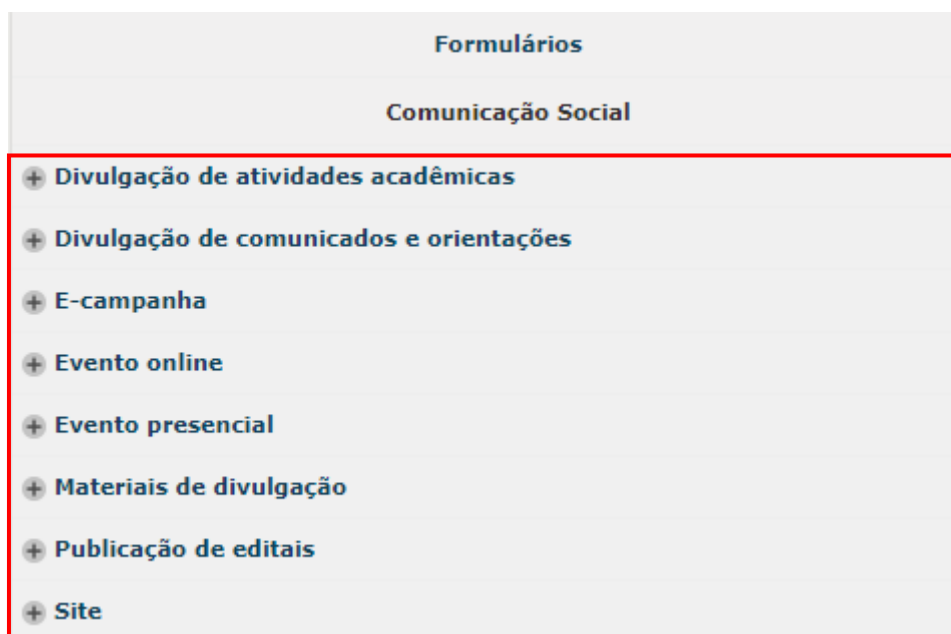 Formulários
Comunicação Social
Divulgação de atividades acadêmicas
Divulgação de comunicados e orientações
E-campanha
Evento online
Evento presencial
Materiais de divulgação
Publicação de editais
Site